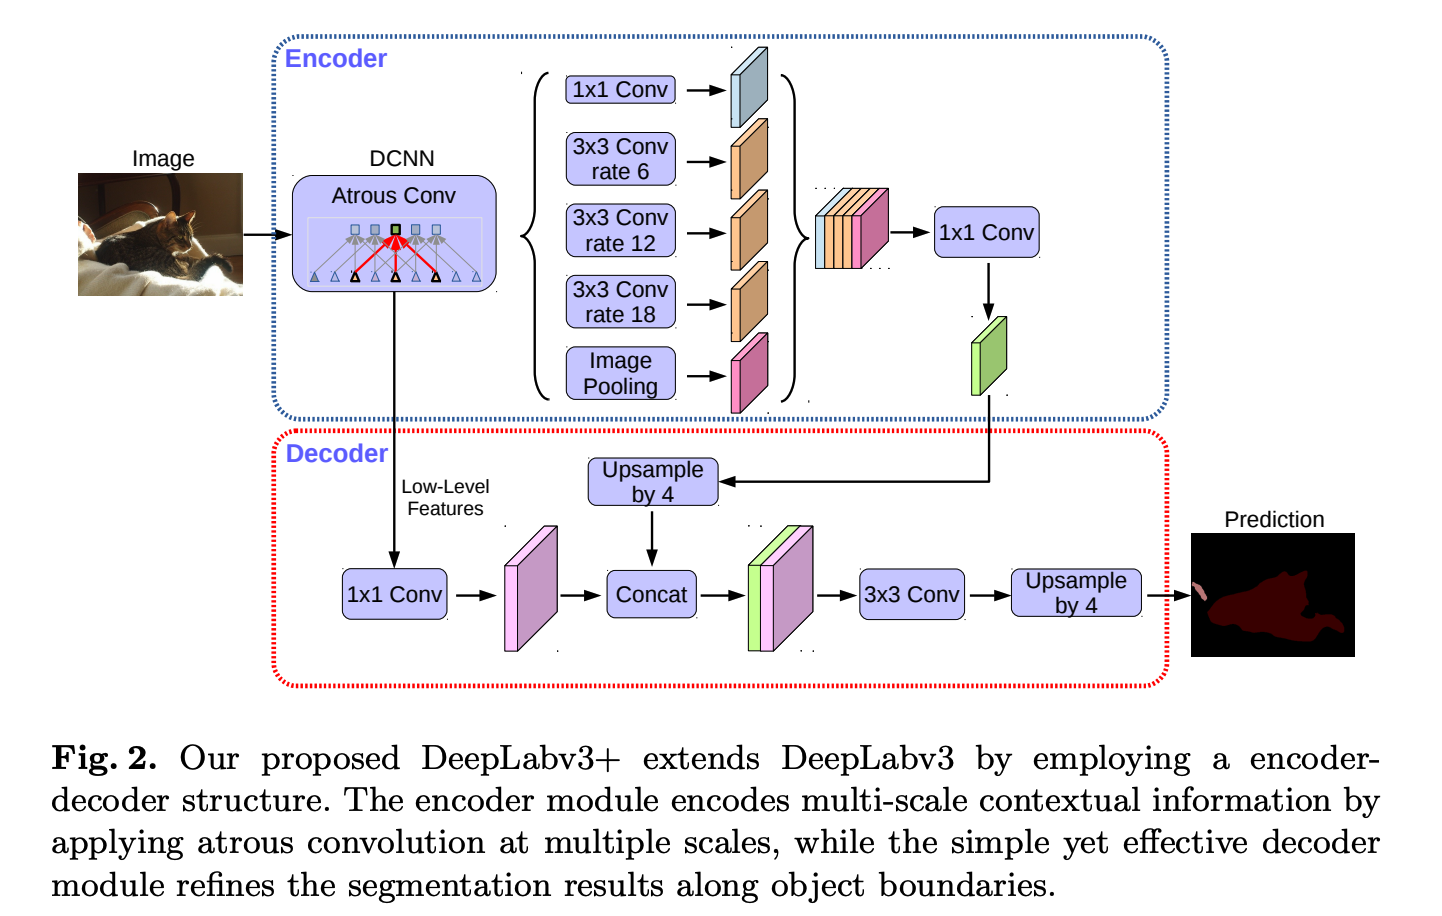 Encoder
Image
DCNN
Atrous Conv
1x1 Conv
3x3 Conv
rate 6
3x3 Conv
rate 12
3x3 Conv
rate 18
Image
Pooling
1x1 Conv
Decoder
Low-Level
Features
Upsample
by 4
1x1 Conv
Concat
3x3 Conv
Upsample
by 4
Prediction
Fig. 2. Our proposed DeepLabv3+ extends DeepLabv3 by employing a encoder-
decoder structure. The encoder module encodes multi-scale contextual information by
applying atrous convolution at multiple scales, while the simple yet effective decoder
module refines the segmentation results along object boundaries.